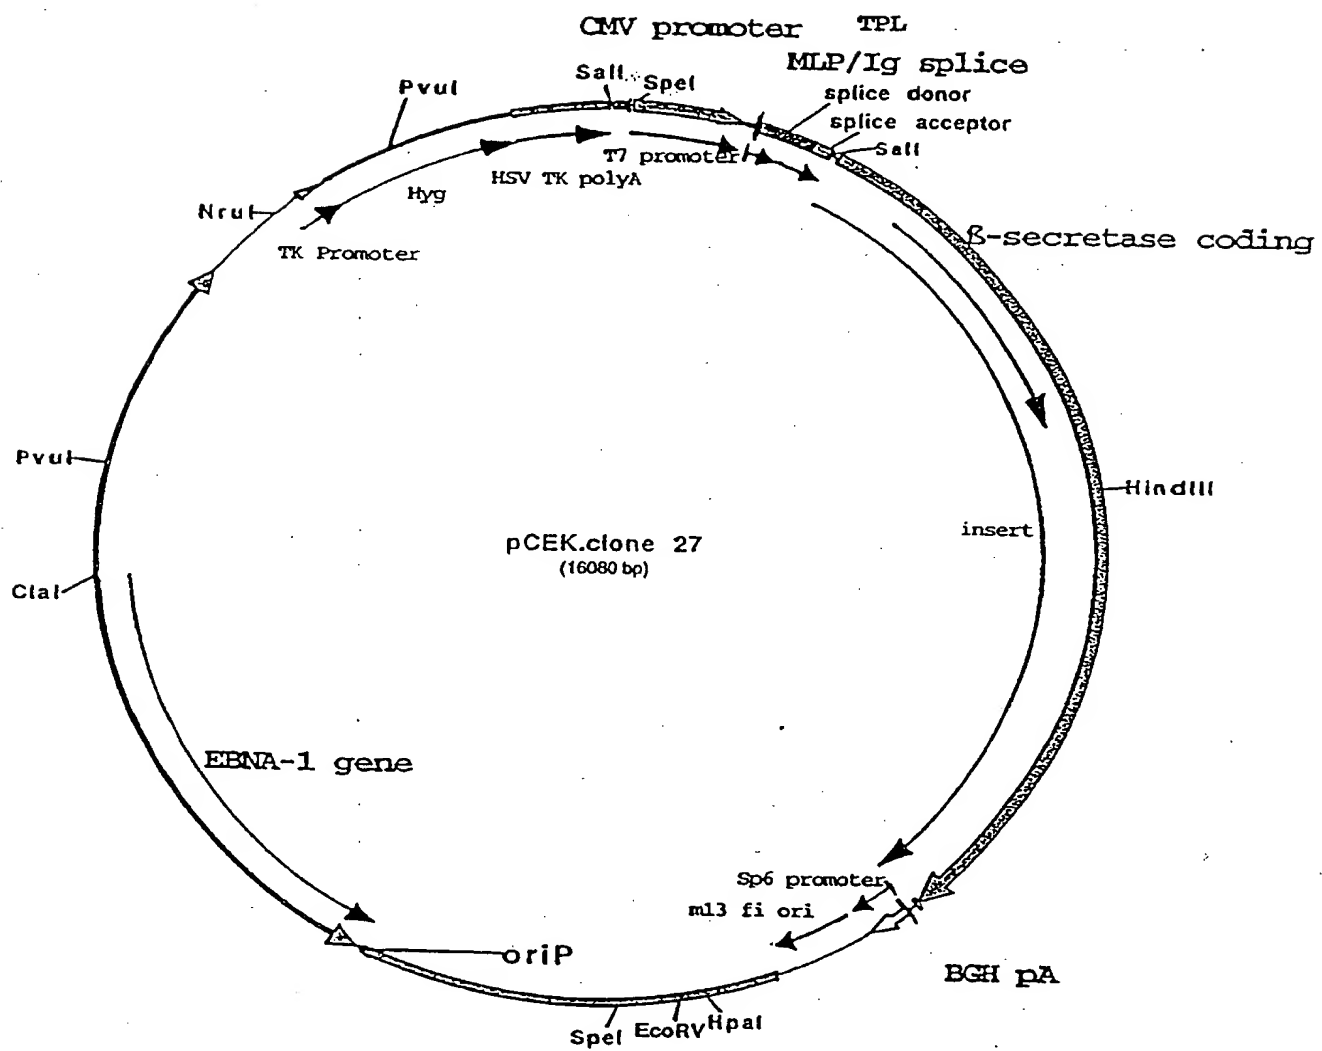 CMV promoter
TPL
MLP/Ig splice
SalI
SpeI
splice donor
splice acceptor
SalI
PvuI
T7 promoter
HSV TK polyA
Hyg
NruI
TK Promoter
ß-secretase coding
PvuI
HindIII
insert
pCEK.clone 27
(16080 bp)
ClaI
EBNA-1 gene
Sp6 promoter
m13 fi ori
oriP
BGH pA
SpeI
EcoRV
HpaI